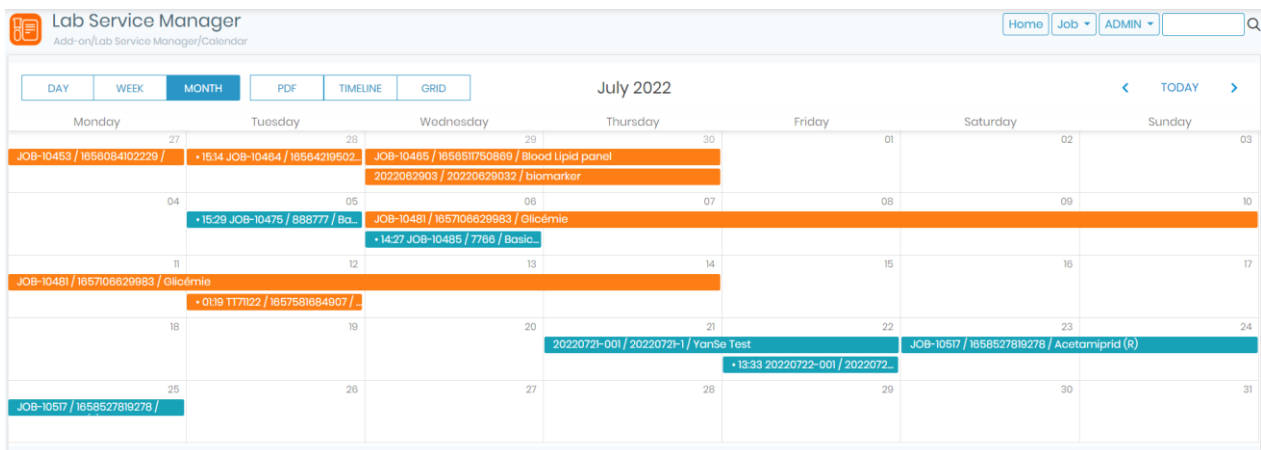 Lab Service Manager
Add-on/Lab Service Manager/Calendar
Home Job ADMIN
DAY WEEK MONTH PDF TIMELINE GRID July 2022 TODAY
Monday Tuesday Wednesday Thursday Friday Saturday Sunday
27 28 29 30 01 02 03
JOB-10453 / 1656084102229 / • 15:14 JOB-10464 / 16564219502... JOB-10465 / 1656511750869 / Blood Lipid panel
2022062903 / 20220629032 / biomarker
04 05 06 07 08 09 10
• 15:29 JOB-10475 / 888777 / Ba... JOB-10481 / 1657106629983 / Glicémie
• 14:27 JOB-10485 / 7766 / Basic...
11 12 13 14 15 16 17
JOB-10481 / 1657106629983 / Glicémie
• 01:19 TT71122 / 1657581684907 / ...
18 19 20 21 22 23 24
20220721-001 / 20220721-1 / YanSe Test JOB-10517 / 1658527819278 / Acetamiprid (R)
• 13:33 20220722-001 / 2022072...
25 26 27 28 29 30 31
JOB-10517 / 1658527819278 /